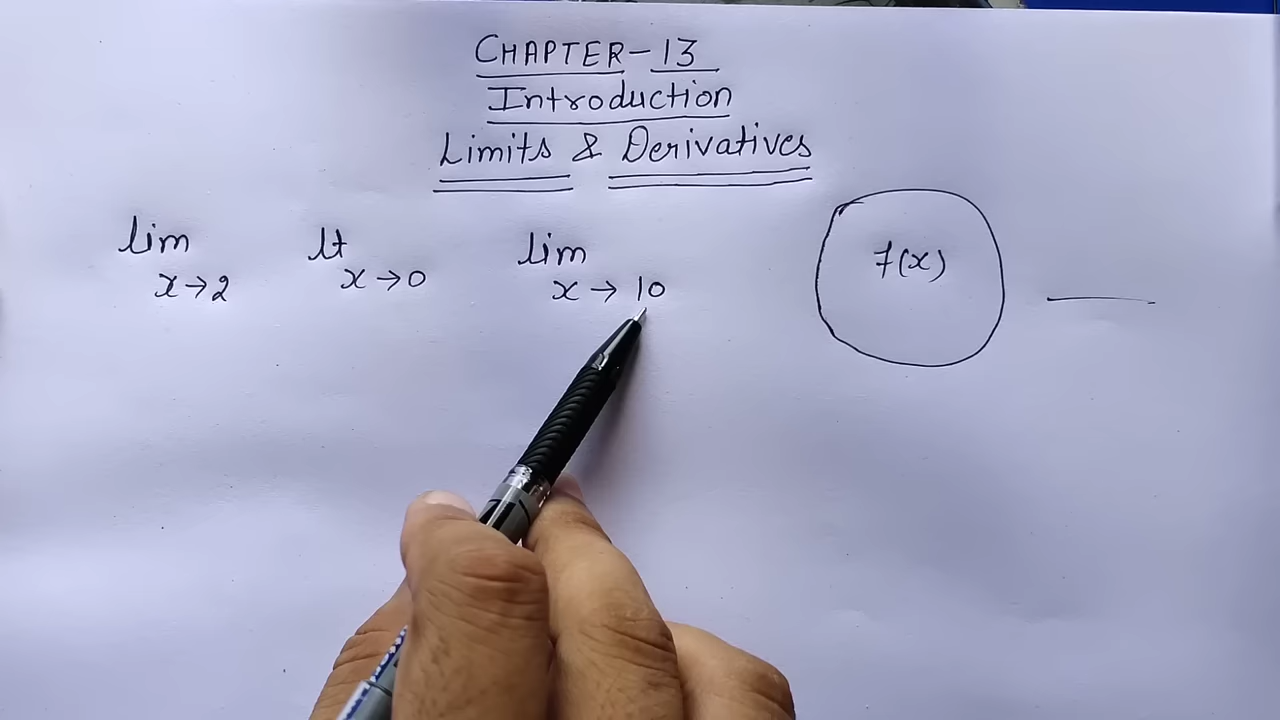 CHAPTER-13
Introduction
Limits & Derivatives
lim x→2 lt x→0 lim x→10 f(x)